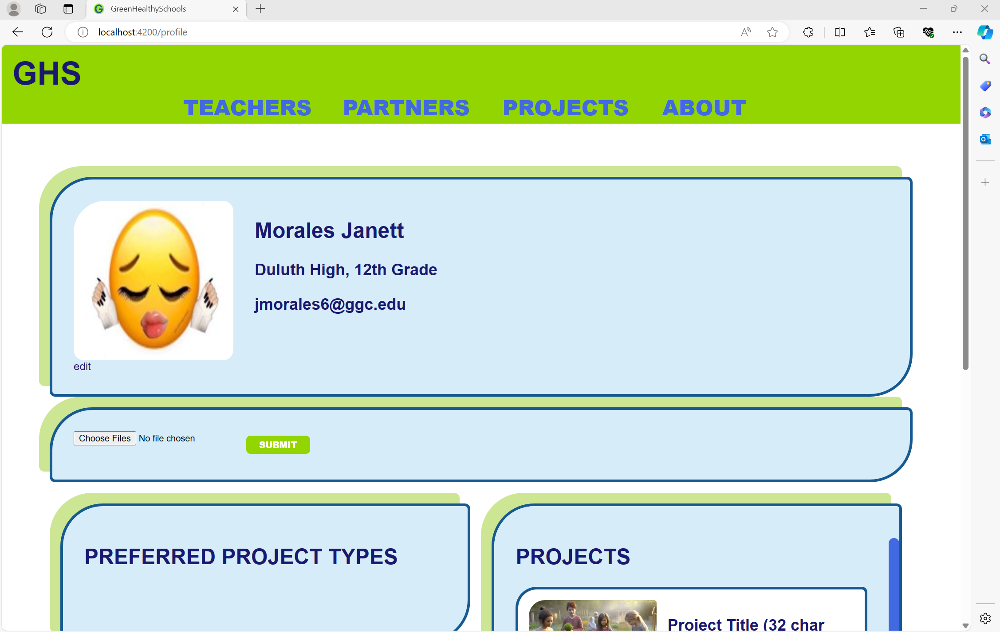 GreenHealthySchools
localhost:4200/profile
GHS
TEACHERS PARTNERS PROJECTS ABOUT
Morales Janett
Duluth High, 12th Grade
jmorales6@ggc.edu
edit
Choose Files No file chosen
SUBMIT
PREFERRED PROJECT TYPES
PROJECTS
Project Title (32 char